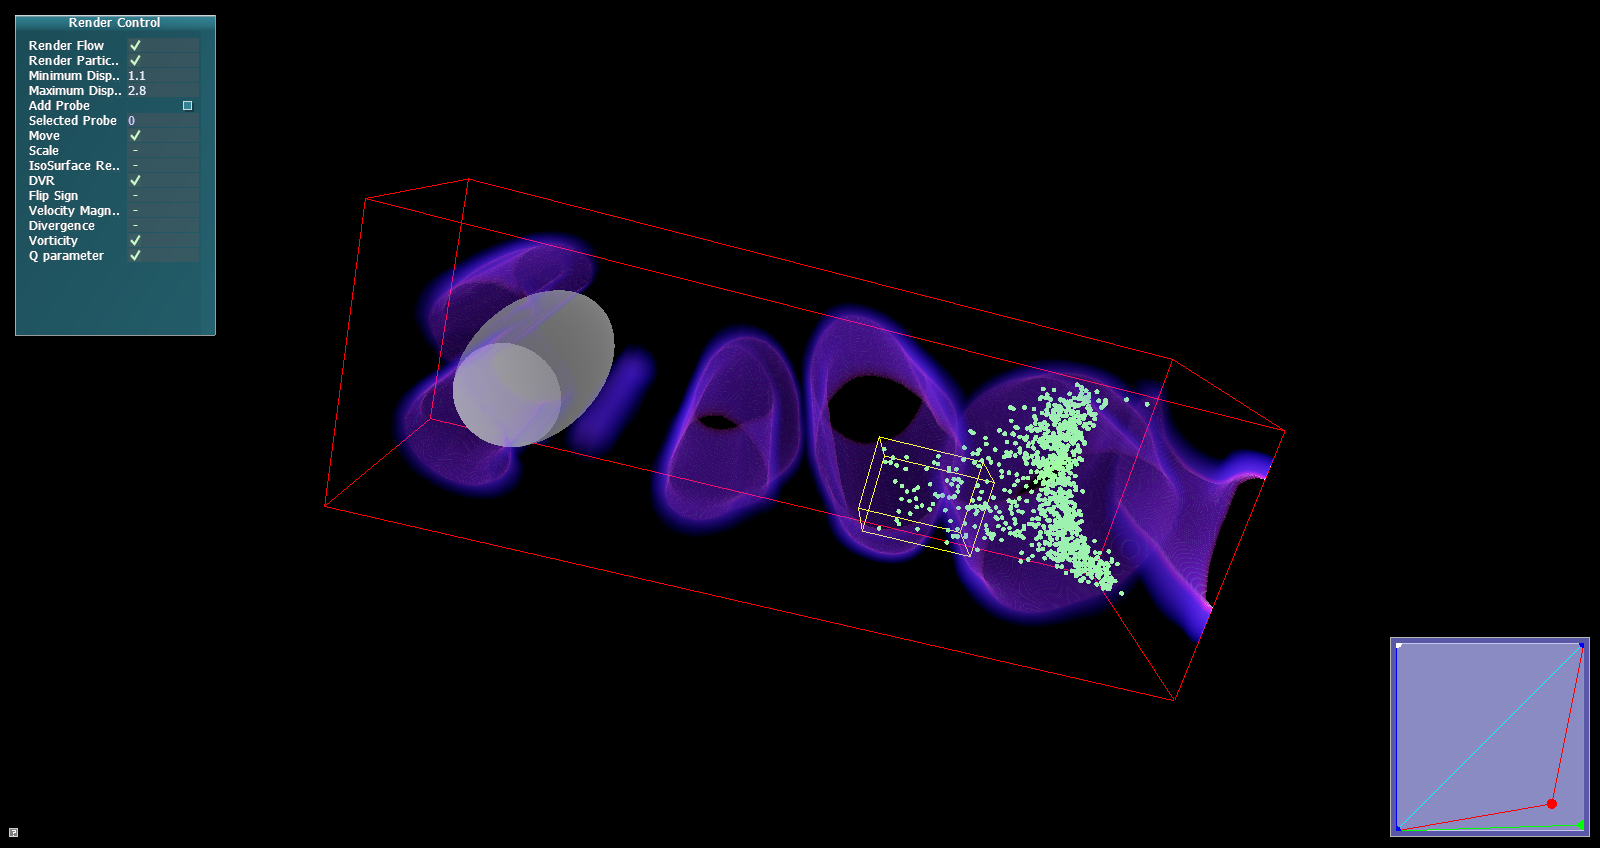 Render Control
Render Flow
Render Partic..
Minimum Disp.. 1.1
Maximum Disp.. 2.8
Add Probe
Selected Probe 0
Move
Scale -
IsoSurface Re.. -
DVR
Flip Sign -
Velocity Magn.. -
Divergence -
Vorticity
Q parameter
?